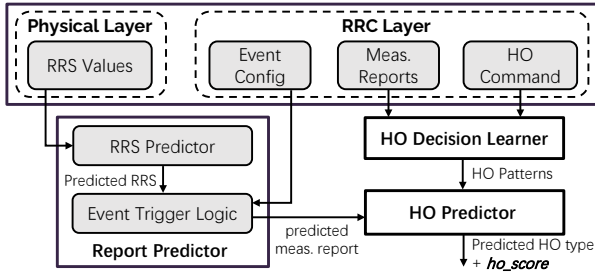 Physical Layer
RRC Layer
RRS Values
Event
Config
Meas.
Reports
HO
Command
RRS Predictor
Predicted RRS
Event Trigger Logic
Report Predictor
HO Decision Learner
HO Patterns
HO Predictor
predicted
meas. report
Predicted HO type
+ ho_score